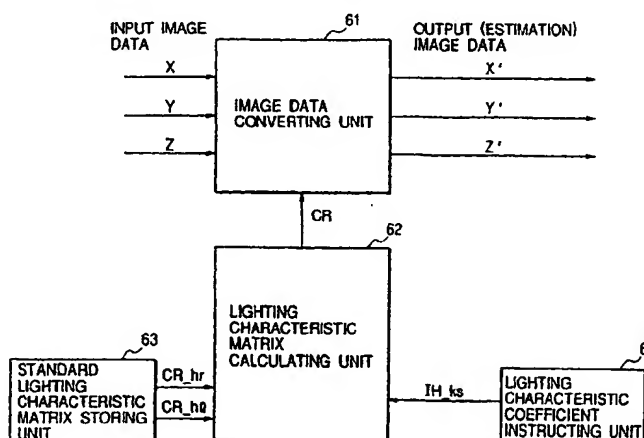 INPUT IMAGE
DATA
61
OUTPUT (ESTIMATION)
IMAGE DATA
X
X'
IMAGE DATA
CONVERTING UNIT
Y
Y'
Z
Z'
CR
62
LIGHTING
CHARACTERISTIC
MATRIX
CALCULATING UNIT
63
STANDARD
LIGHTING
CHARACTERISTIC
MATRIX STORING
UNIT
CR_hr
CR_hℓ
IH_ks
LIGHTING
CHARACTERISTIC
COEFFICIENT
INSTRUCTING UNIT